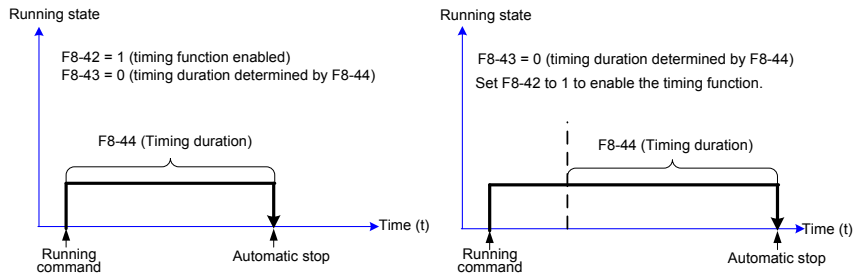 Running state
F8-42 = 1 (timing function enabled)
F8-43 = 0 (timing duration determined by F8-44)
F8-44 (Timing duration)
Time (t)
Running
command
Automatic stop
Running state
F8-43 = 0 (timing duration determined by F8-44)
Set F8-42 to 1 to enable the timing function.
F8-44 (Timing duration)
Time (t)
Running
command
Automatic stop